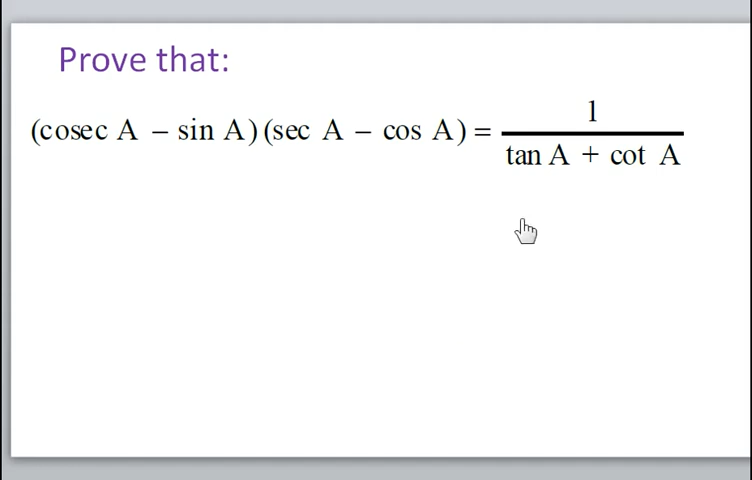 Prove that:
(cosec A – sin A) (sec A – cos A) = 1 / (tan A + cot A)